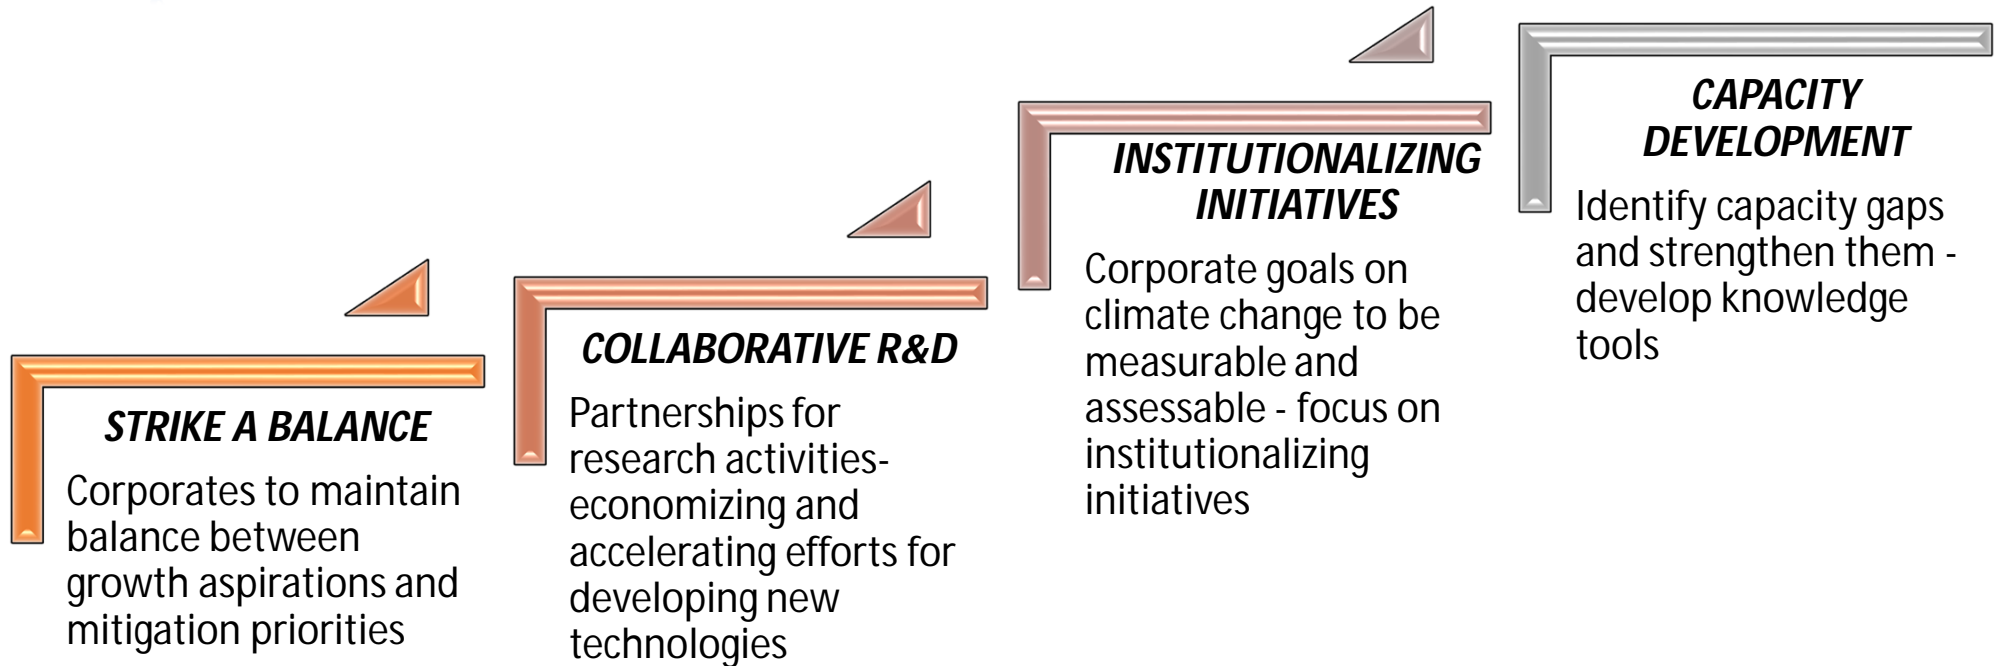 STRIKE A BALANCE
Corporates to maintain
balance between
growth aspirations and
mitigation priorities
COLLABORATIVE R&D
Partnerships for
research activities-
economizing and
accelerating efforts for
developing new
technologies
INSTITUTIONALIZING
INITIATIVES
Corporate goals on
climate change to be
measurable and
assessable - focus on
institutionalizing
initiatives
CAPACITY
DEVELOPMENT
Identify capacity gaps
and strengthen them -
develop knowledge
tools